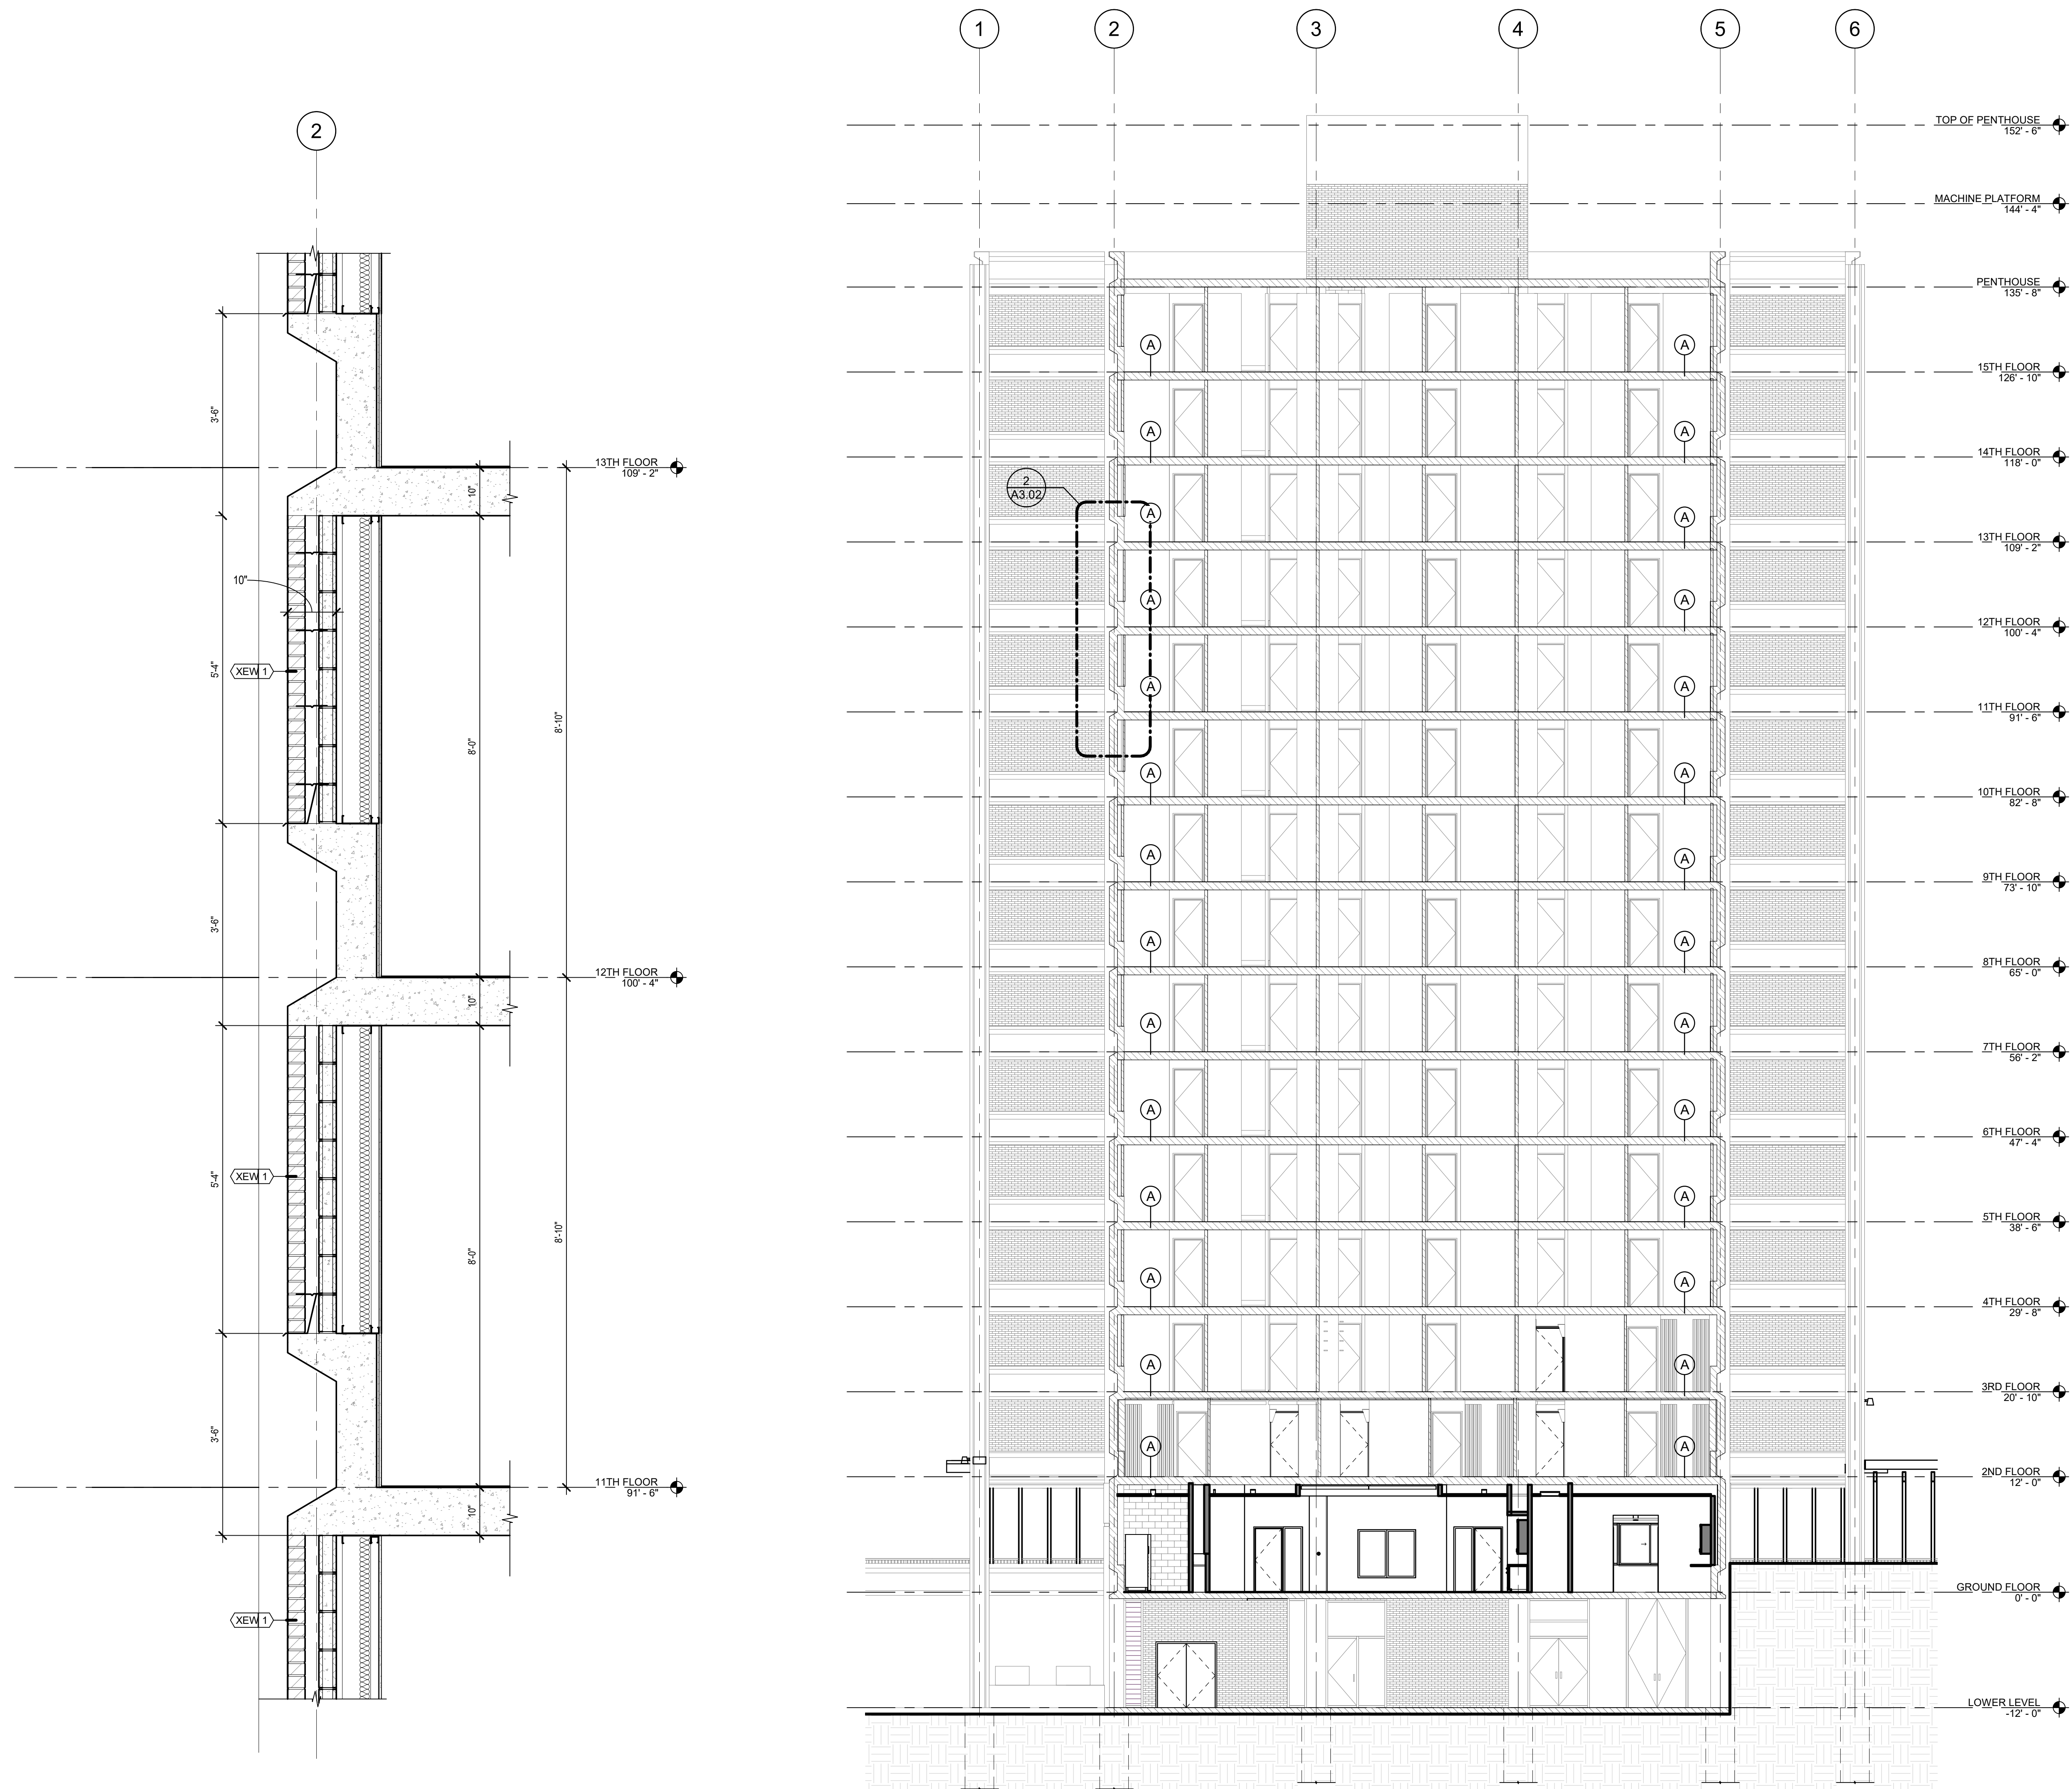 2
3'-6"
13TH FLOOR
109' - 2"
10"
10"
5'-4"
XEW 1
8'-0"
8'-10"
3'-6"
12TH FLOOR
100' - 4"
10"
5'-4"
XEW 1
8'-0"
8'-10"
3'-6"
11TH FLOOR
91' - 6"
10"
XEW 1
1
2
3
4
5
6
TOP OF PENTHOUSE
152' - 6"
MACHINE PLATFORM
144' - 4"
PENTHOUSE
135' - 8"
A
A
15TH FLOOR
126' - 10"
A
A
14TH FLOOR
118' - 0"
2
A3.02
A
A
13TH FLOOR
109' - 2"
A
A
12TH FLOOR
100' - 4"
A
A
11TH FLOOR
91' - 6"
A
A
10TH FLOOR
82' - 8"
A
A
9TH FLOOR
73' - 10"
A
A
8TH FLOOR
65' - 0"
A
A
7TH FLOOR
56' - 2"
A
A
6TH FLOOR
47' - 4"
A
A
5TH FLOOR
38' - 6"
A
A
4TH FLOOR
29' - 8"
A
A
3RD FLOOR
20' - 10"
A
A
2ND FLOOR
12' - 0"
GROUND FLOOR
0' - 0"
LOWER LEVEL
-12' - 0"